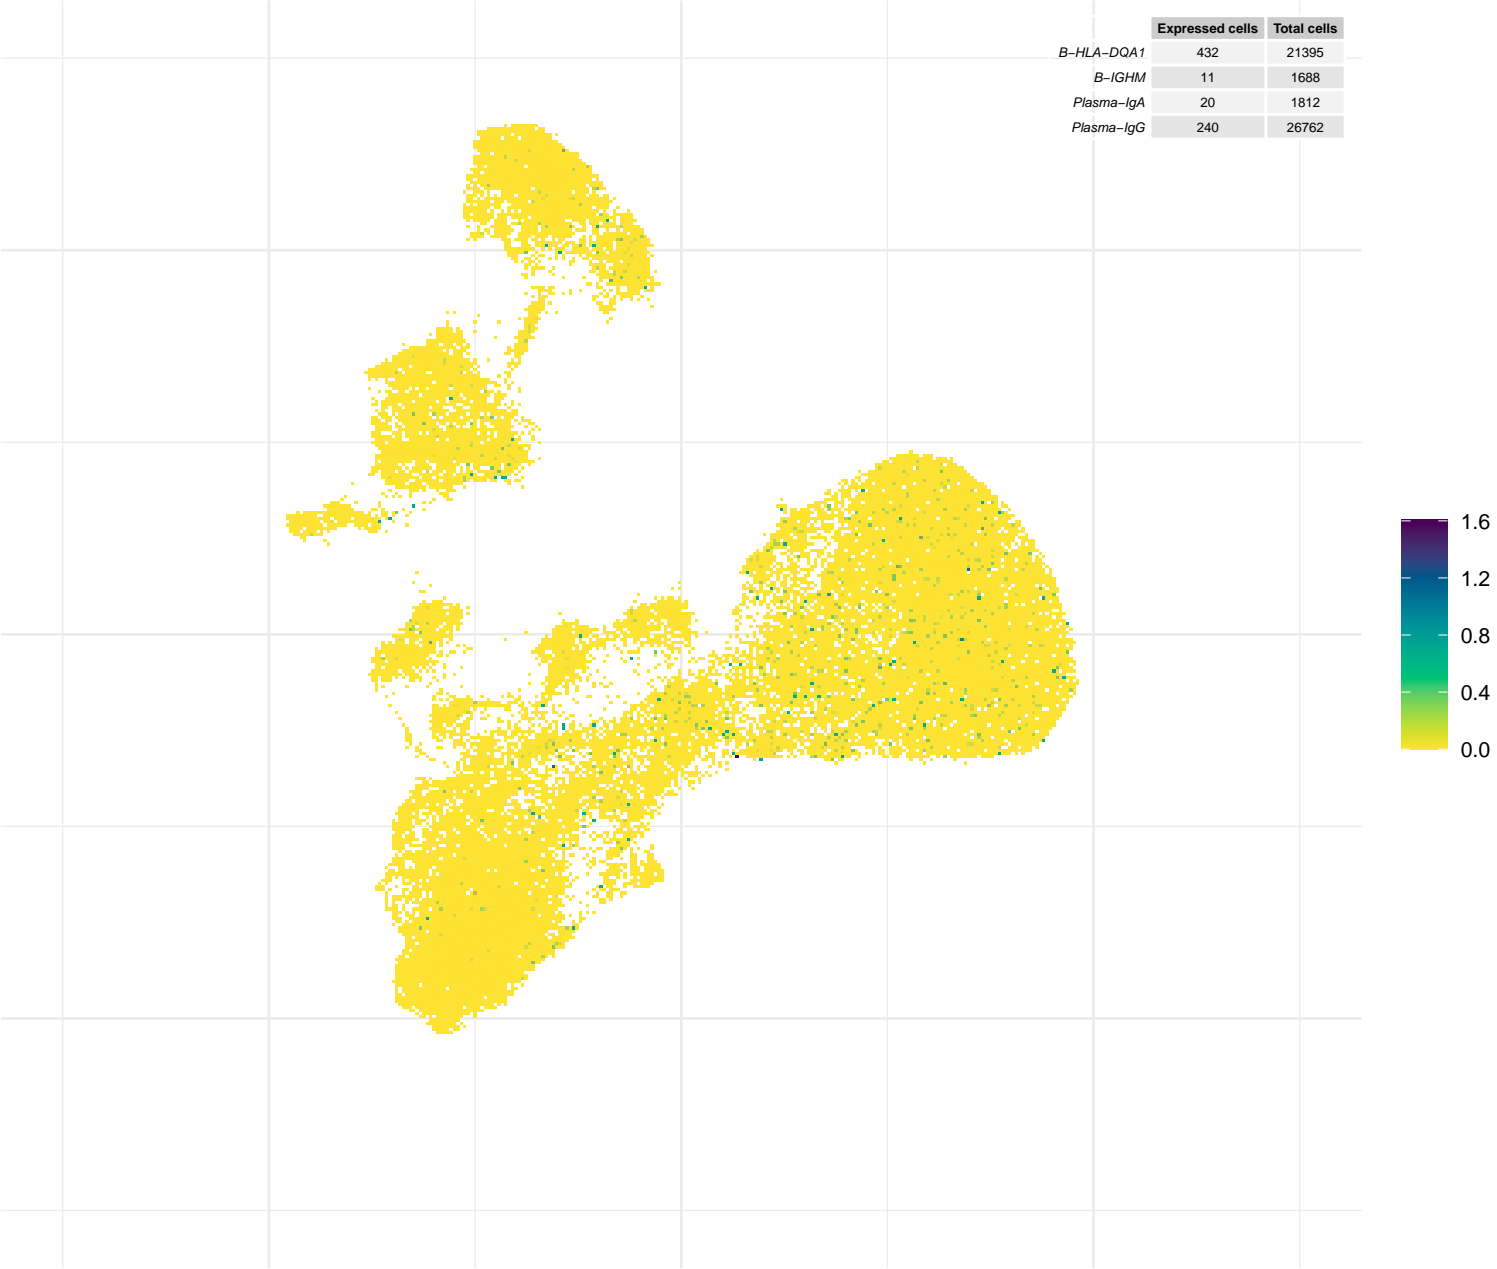 Expressed cells Total cells
B−HLA−DQA1 432 21395
B−IGHM 11 1688
Plasma−IgA 20 1812
Plasma−IgG 240 26762
1.6
1.2
0.8
0.4
0.0